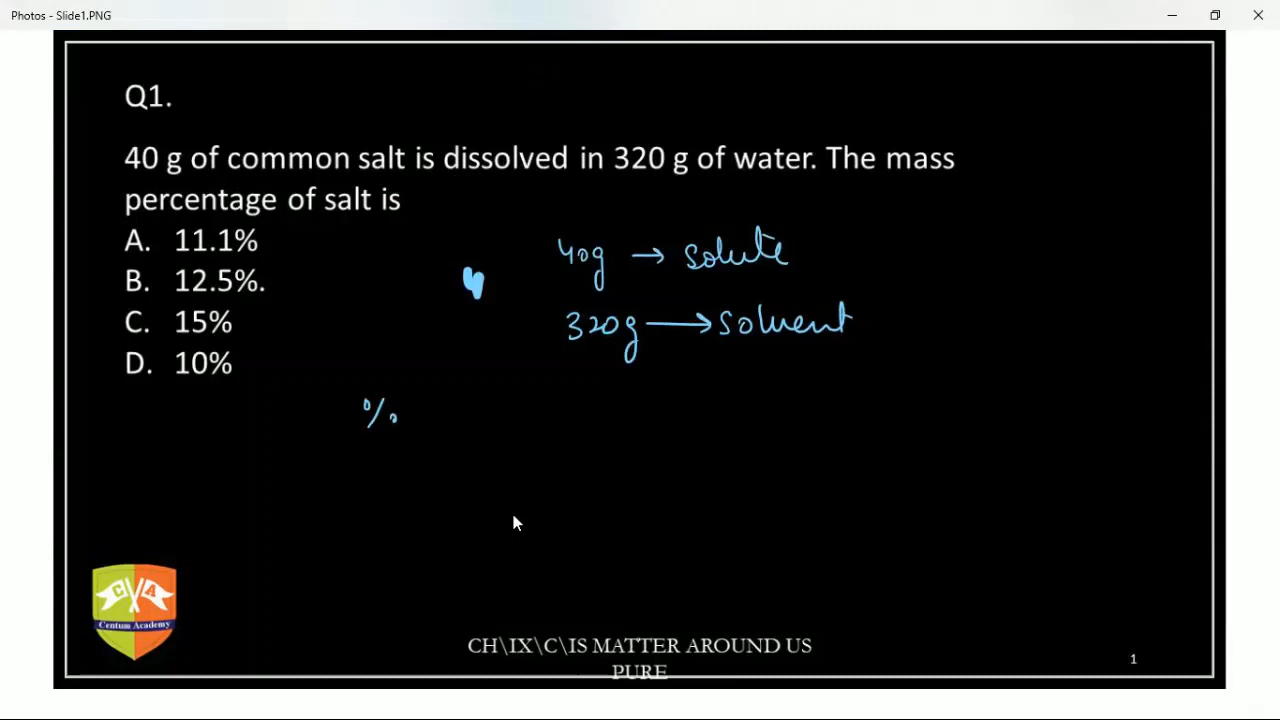 Photos - Slide1.PNG
Q1.
40 g of common salt is dissolved in 320 g of water. The mass
percentage of salt is
A. 11.1%
B. 12.5%.
C. 15%
D. 10%
40g → solute
320g → solvent
%
C A
Centum Academy
CH\IX\C\IS MATTER AROUND US
PURE
1